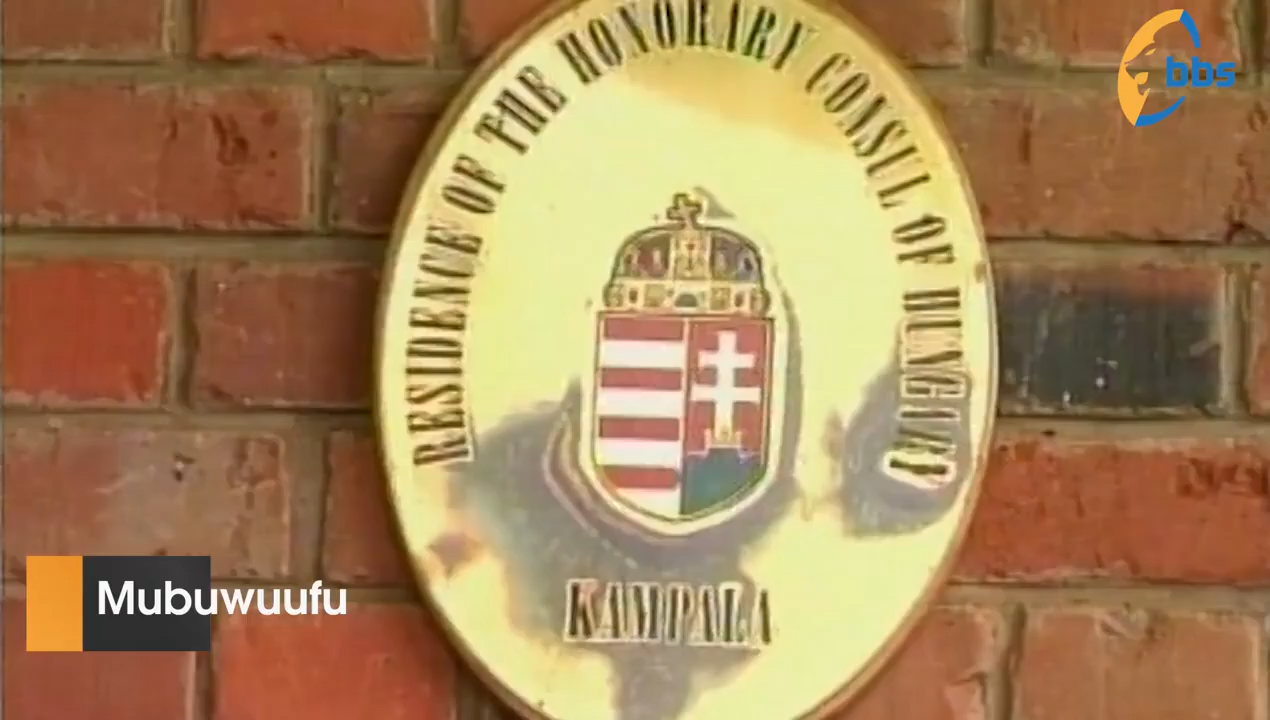 RESIDENCE OF THE HONORARY CONSUL OF HUNGARY
bbs
KAMPALA
Mubuwuufu